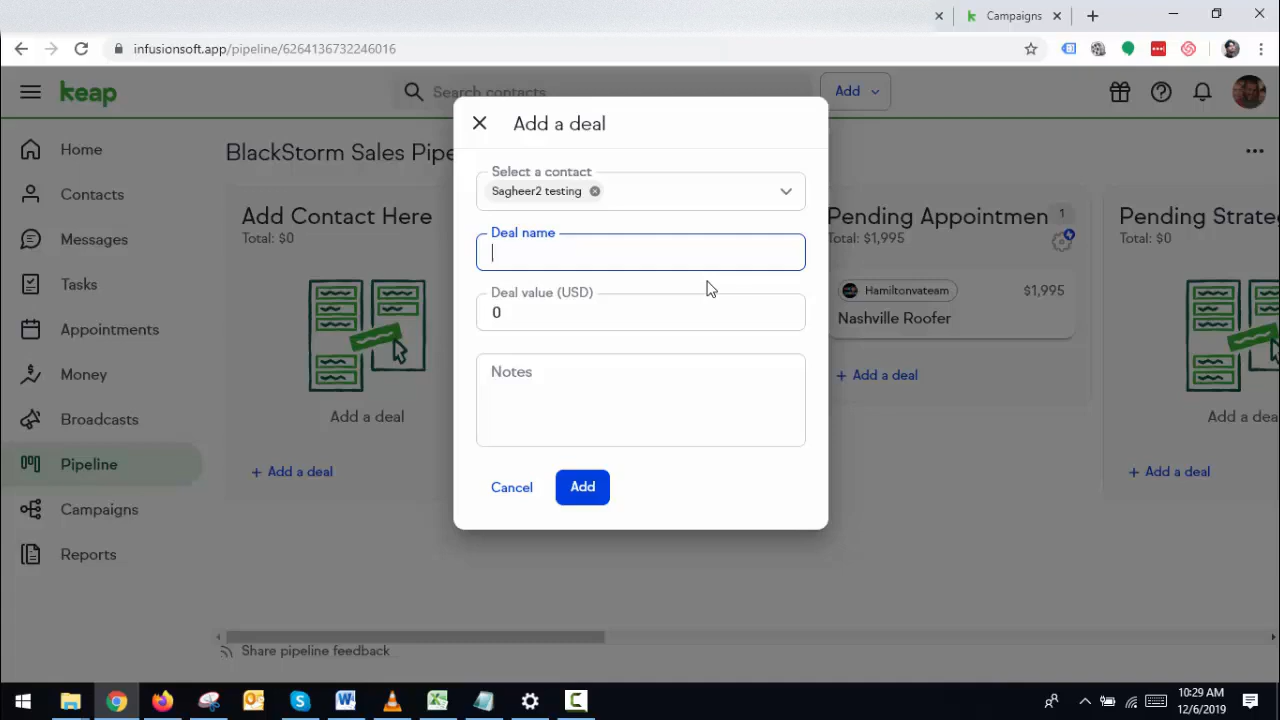 Campaigns
infusionsoft.app/pipeline/6264136732246016
keap
Search contacts
Add
Home
Contacts
Messages
Tasks
Appointments
Money
Broadcasts
Pipeline
Campaigns
Reports
BlackStorm Sales Pipe
Add Contact Here
Total: $0
Add a deal
+ Add a deal
Add a deal
Select a contact
Sagheer2 testing
Deal name
Deal value (USD)
0
Notes
Cancel
Add
Pending Appointmen
1
Total: $1,995
Hamiltonvateam
$1,995
Nashville Roofer
+ Add a deal
Pending Strate
Total: $0
Add a dea
+ Add a deal
Share pipeline feedback
10:29 AM
12/6/2019